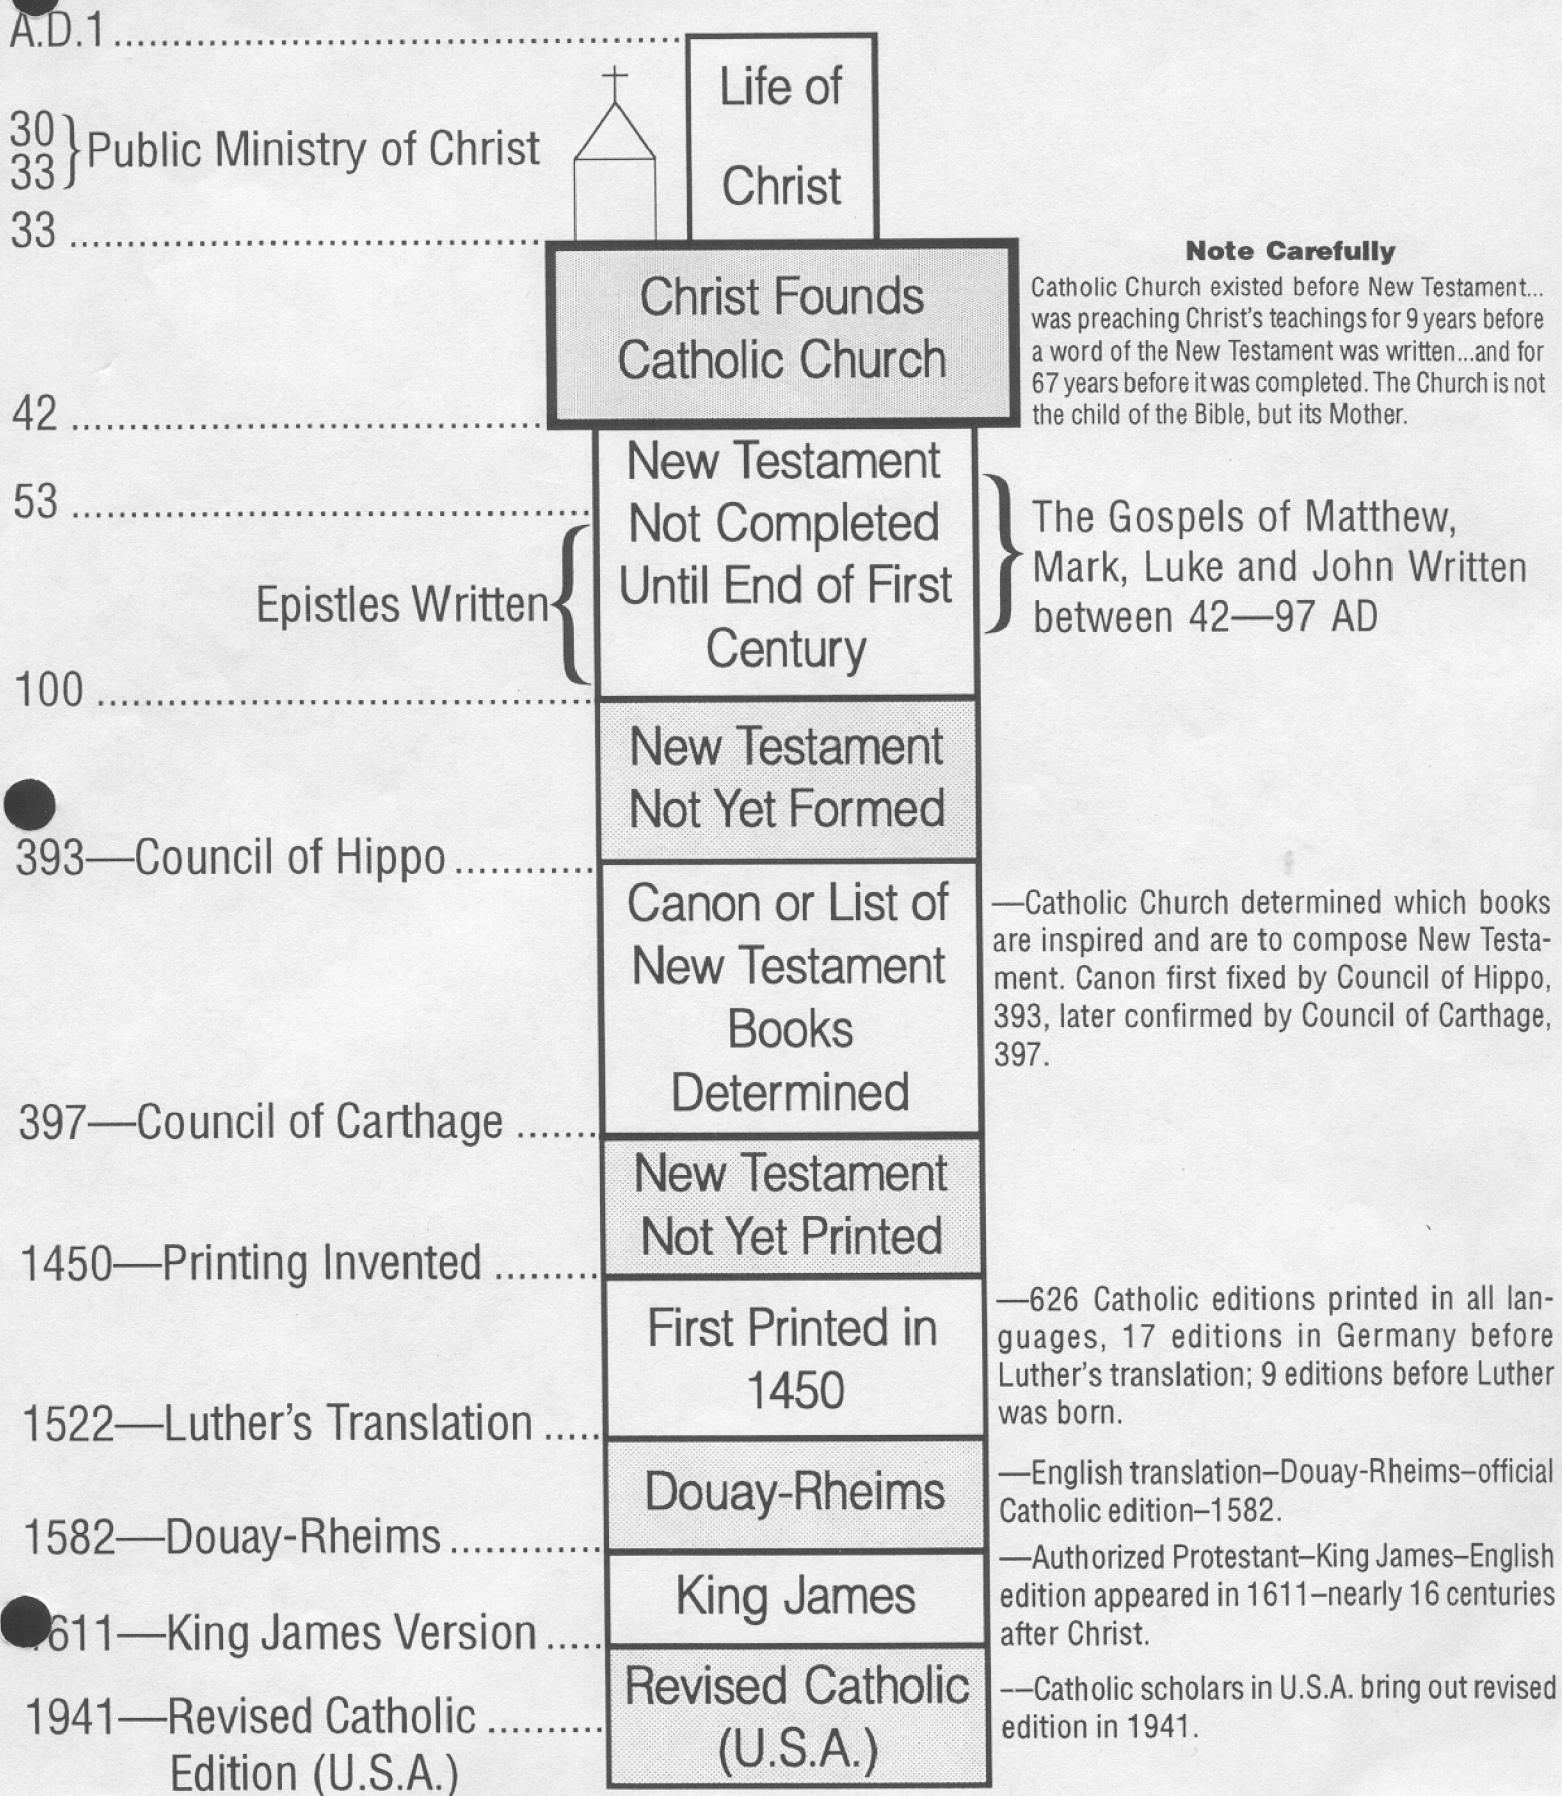 A.D.1
Life of
Christ
30
33
Public Ministry of Christ
33
Christ Founds
Catholic Church
Note Carefully
Catholic Church existed before New Testament...
was preaching Christ's teachings for 9 years before
a word of the New Testament was written...and for
67 years before it was completed. The Church is not
the child of the Bible, but its Mother.
42
New Testament
Not Completed
Until End of First
Century
53
Epistles Written
The Gospels of Matthew,
Mark, Luke and John Written
between 42—97 AD
100
New Testament
Not Yet Formed
393—Council of Hippo
Canon or List of
New Testament
Books
Determined
—Catholic Church determined which books
are inspired and are to compose New Testa-
ment. Canon first fixed by Council of Hippo,
393, later confirmed by Council of Carthage,
397.
397—Council of Carthage
New Testament
Not Yet Printed
1450—Printing Invented
First Printed in
1450
—626 Catholic editions printed in all lan-
guages, 17 editions in Germany before
Luther's translation; 9 editions before Luther
was born.
1522—Luther's Translation
Douay-Rheims
—English translation–Douay-Rheims–official
Catholic edition–1582.
1582—Douay-Rheims
King James
—Authorized Protestant–King James–English
edition appeared in 1611–nearly 16 centuries
after Christ.
1611—King James Version
Revised Catholic
(U.S.A.)
—Catholic scholars in U.S.A. bring out revised
edition in 1941.
1941—Revised Catholic
Edition (U.S.A.)